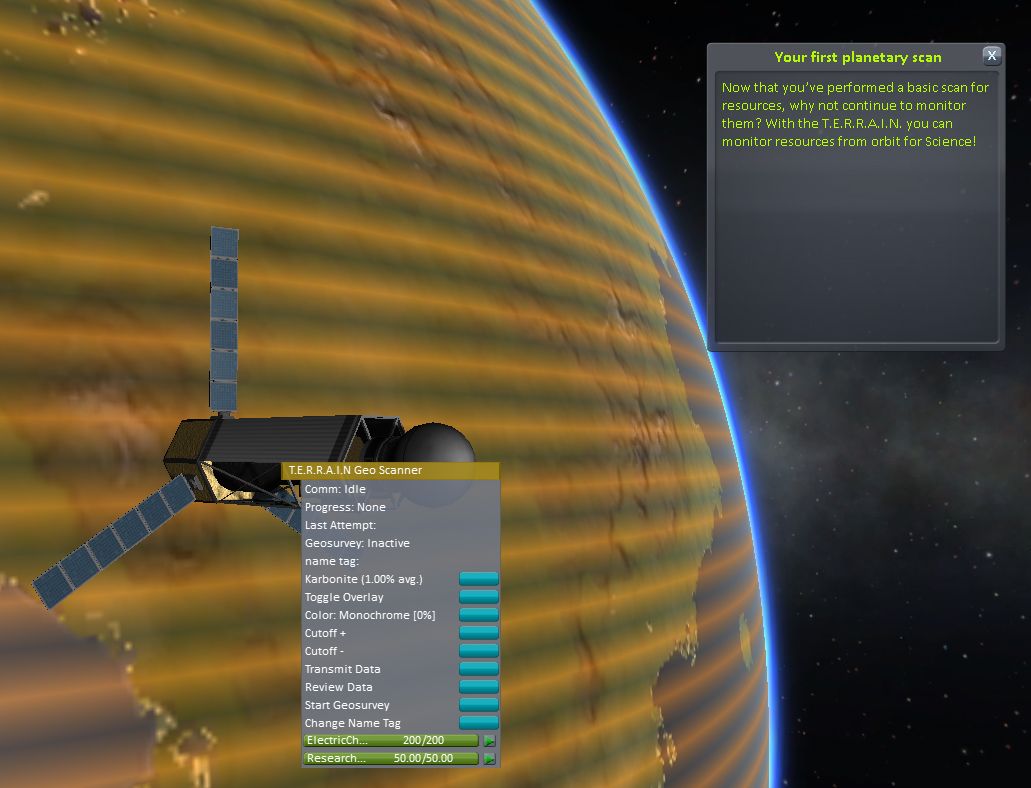 Your first planetary scan
X
Now that you've performed a basic scan for
resources, why not continue to monitor
them? With the T.E.R.R.A.I.N. you can
monitor resources from orbit for Science!
T.E.R.R.A.I.N Geo Scanner
Comm: Idle
Progress: None
Last Attempt:
Geosurvey: Inactive
name tag:
Karbonite (1.00% avg.)
Toggle Overlay
Color: Monochrome [0%]
Cutoff +
Cutoff -
Transmit Data
Review Data
Start Geosurvey
Change Name Tag
ElectricCh... 200/200
Research... 50.00/50.00